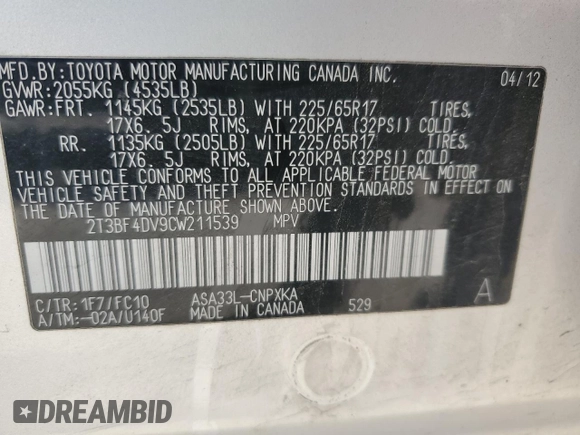 MFD.BY:TOYOTA MOTOR MANUFACTURING CANADA INC. 04/12
GVWR:2055KG (4535LB)
GAWR:FRT. 1145KG (2535LB) WITH 225/65R17 TIRES,
17X6. 5J RIMS, AT 220KPA (32PSI) COLD.
RR. 1135KG (2505LB) WITH 225/65R17 TIRES,
17X6. 5J RIMS, AT 220KPA (32PSI) COLD.
THIS VEHICLE CONFORMS TO ALL APPLICABLE FEDERAL MOTOR
VEHICLE SAFETY AND THEFT PREVENTION STANDARDS IN EFFECT
ON THE DATE OF MANUFACTURE SHOWN ABOVE.
2T3BF4DV9CW211539 MPV
C/TR:1F7/FC10 ASA33L-CNPXKA A
A/TM:-02A/U140F MADE IN CANADA 529
DREAMBID